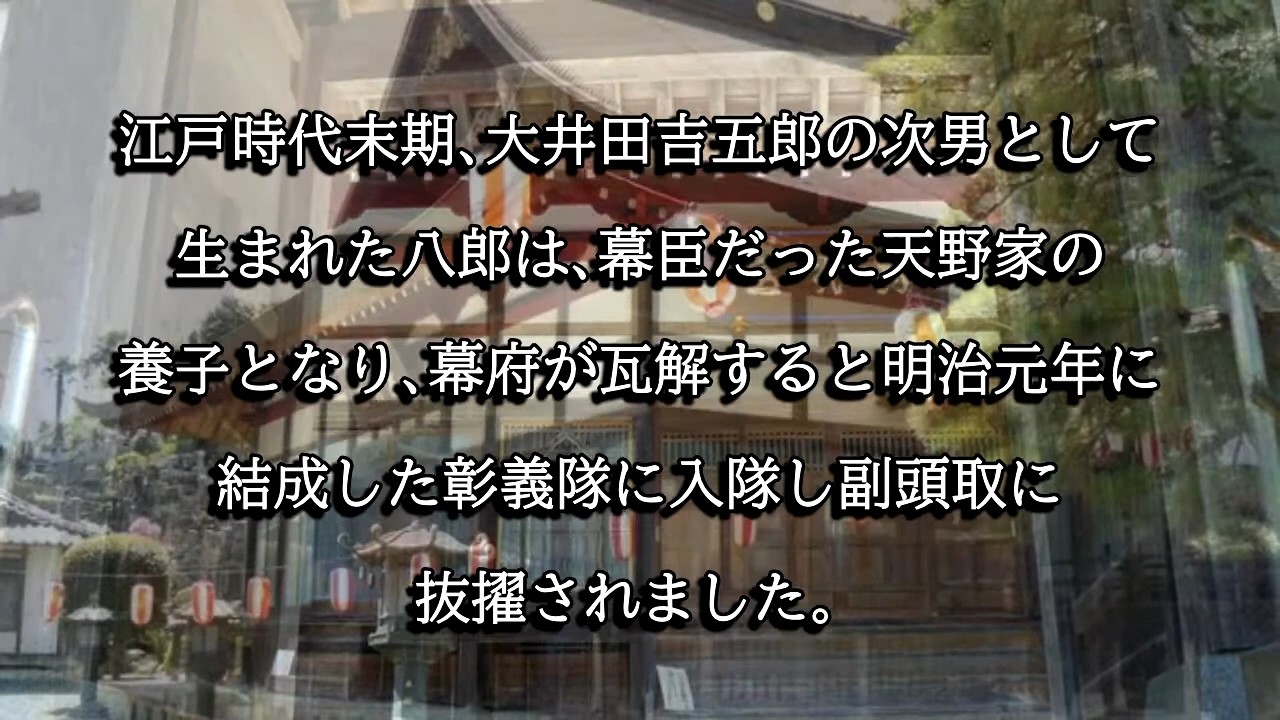 江戸時代末期、大井田吉五郎の次男として
生まれた八郎は、幕臣だった天野家の
養子となり、幕府が瓦解すると明治元年に
結成した彰義隊に入隊し副頭取に
抜擢されました。